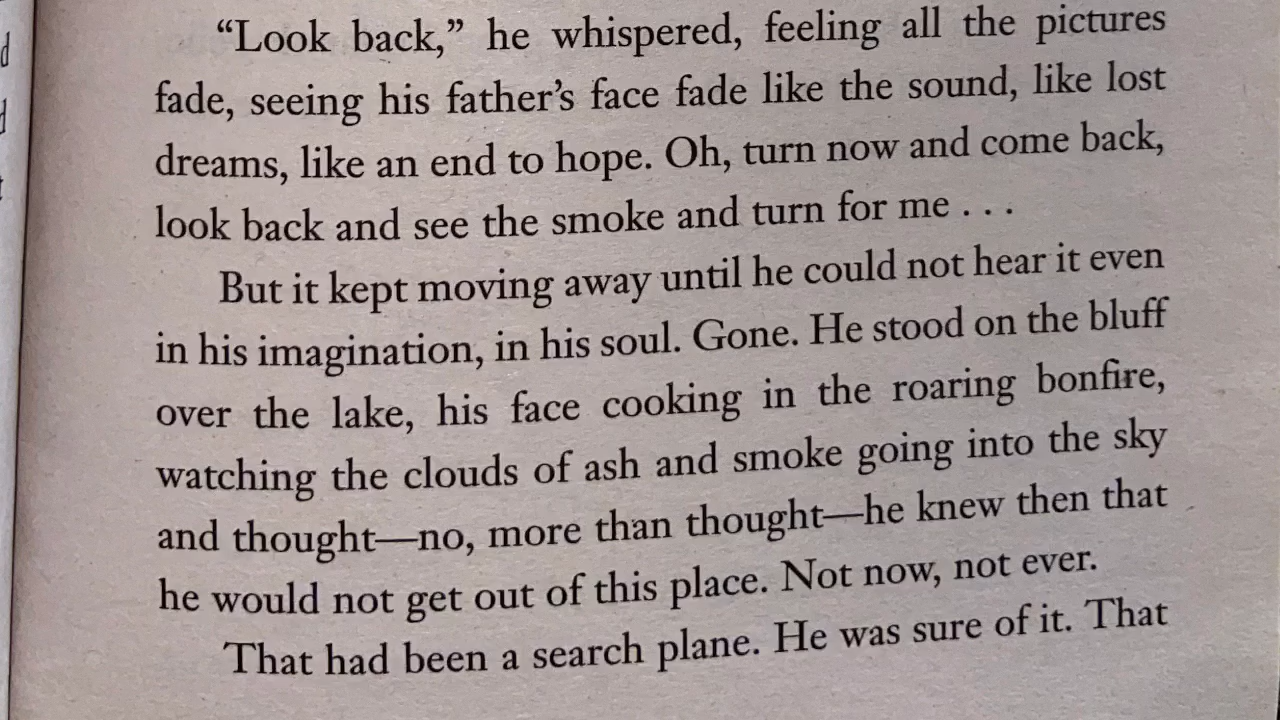 “Look back,” he whispered, feeling all the pictures
fade, seeing his father’s face fade like the sound, like lost
dreams, like an end to hope. Oh, turn now and come back,
look back and see the smoke and turn for me . . .
But it kept moving away until he could not hear it even
in his imagination, in his soul. Gone. He stood on the bluff
over the lake, his face cooking in the roaring bonfire,
watching the clouds of ash and smoke going into the sky
and thought—no, more than thought—he knew then that
he would not get out of this place. Not now, not ever.
That had been a search plane. He was sure of it. That